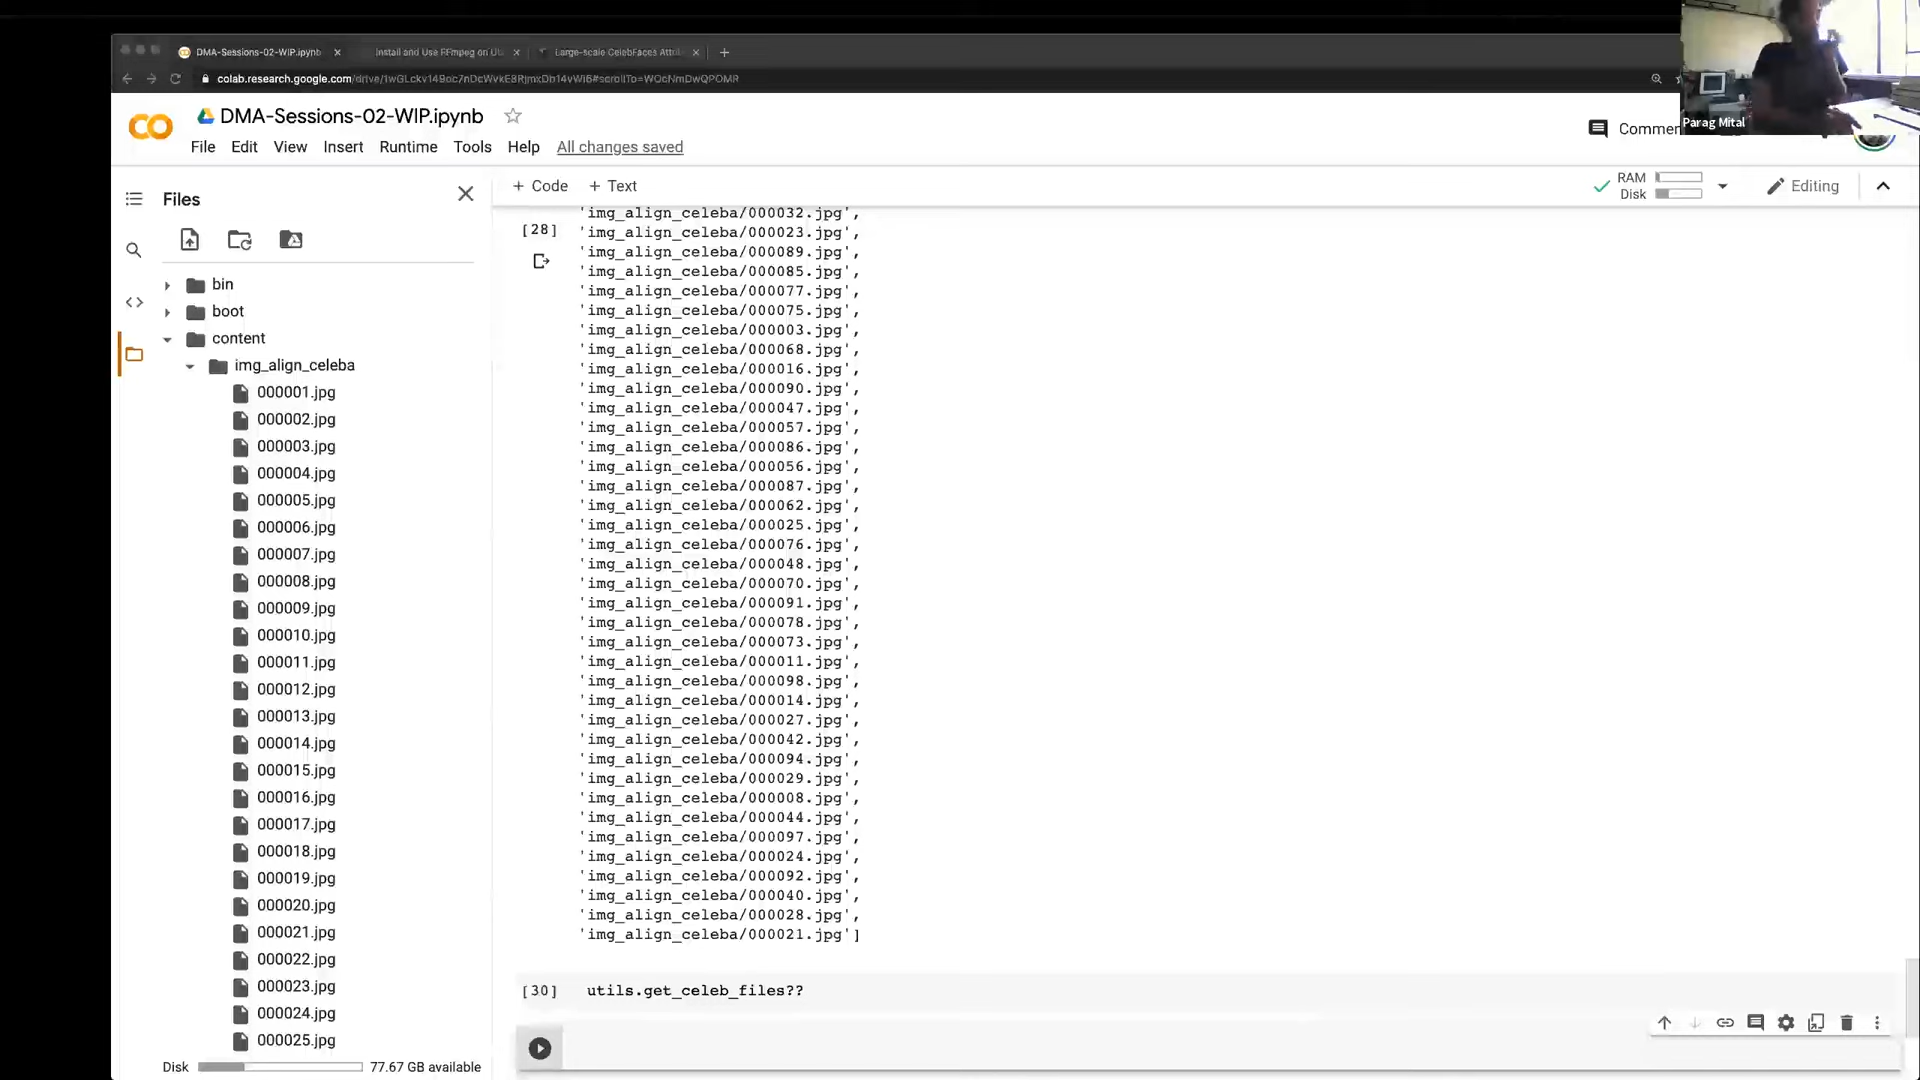 DMA-Sessions-02-WIP.ipynb
Install and Use FFmpeg on Ub
Large-scale CelebFaces Attri
colab.research.google.com
Parag Mital
DMA-Sessions-02-WIP.ipynb
File Edit View Insert Runtime Tools Help All changes saved
Commen
Files
+ Code + Text
RAM
Disk
Editing
bin
boot
content
img_align_celeba
000001.jpg
000002.jpg
000003.jpg
000004.jpg
000005.jpg
000006.jpg
000007.jpg
000008.jpg
000009.jpg
000010.jpg
000011.jpg
000012.jpg
000013.jpg
000014.jpg
000015.jpg
000016.jpg
000017.jpg
000018.jpg
000019.jpg
000020.jpg
000021.jpg
000022.jpg
000023.jpg
000024.jpg
000025.jpg
Disk 77.67 GB available
[28]
'img_align_celeba/000032.jpg',
'img_align_celeba/000023.jpg',
'img_align_celeba/000089.jpg',
'img_align_celeba/000085.jpg',
'img_align_celeba/000077.jpg',
'img_align_celeba/000075.jpg',
'img_align_celeba/000003.jpg',
'img_align_celeba/000068.jpg',
'img_align_celeba/000016.jpg',
'img_align_celeba/000090.jpg',
'img_align_celeba/000047.jpg',
'img_align_celeba/000057.jpg',
'img_align_celeba/000086.jpg',
'img_align_celeba/000056.jpg',
'img_align_celeba/000087.jpg',
'img_align_celeba/000062.jpg',
'img_align_celeba/000025.jpg',
'img_align_celeba/000076.jpg',
'img_align_celeba/000048.jpg',
'img_align_celeba/000070.jpg',
'img_align_celeba/000091.jpg',
'img_align_celeba/000078.jpg',
'img_align_celeba/000073.jpg',
'img_align_celeba/000011.jpg',
'img_align_celeba/000098.jpg',
'img_align_celeba/000014.jpg',
'img_align_celeba/000027.jpg',
'img_align_celeba/000042.jpg',
'img_align_celeba/000094.jpg',
'img_align_celeba/000029.jpg',
'img_align_celeba/000008.jpg',
'img_align_celeba/000044.jpg',
'img_align_celeba/000097.jpg',
'img_align_celeba/000024.jpg',
'img_align_celeba/000092.jpg',
'img_align_celeba/000040.jpg',
'img_align_celeba/000028.jpg',
'img_align_celeba/000021.jpg']
[30] utils.get_celeb_files??